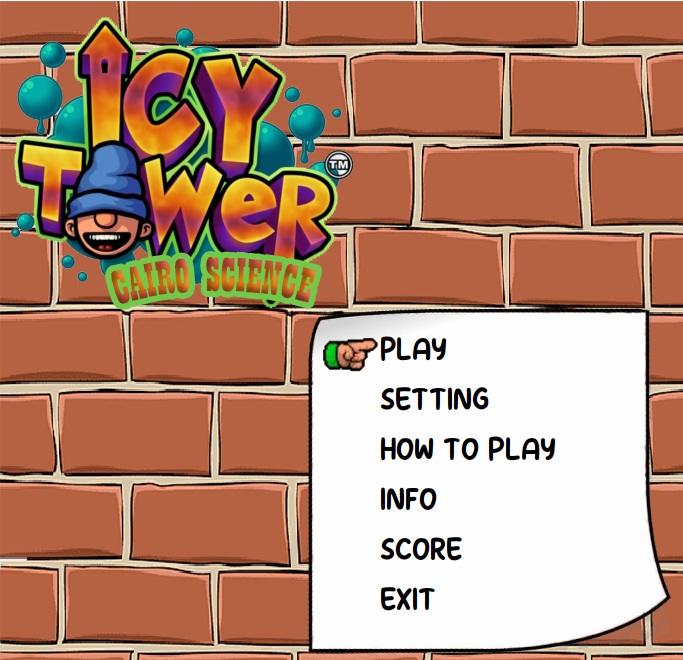 ICY
TOWER
TM
CAIRO SCIENCE
PLAY
SETTING
HOW TO PLAY
INFO
SCORE
EXIT